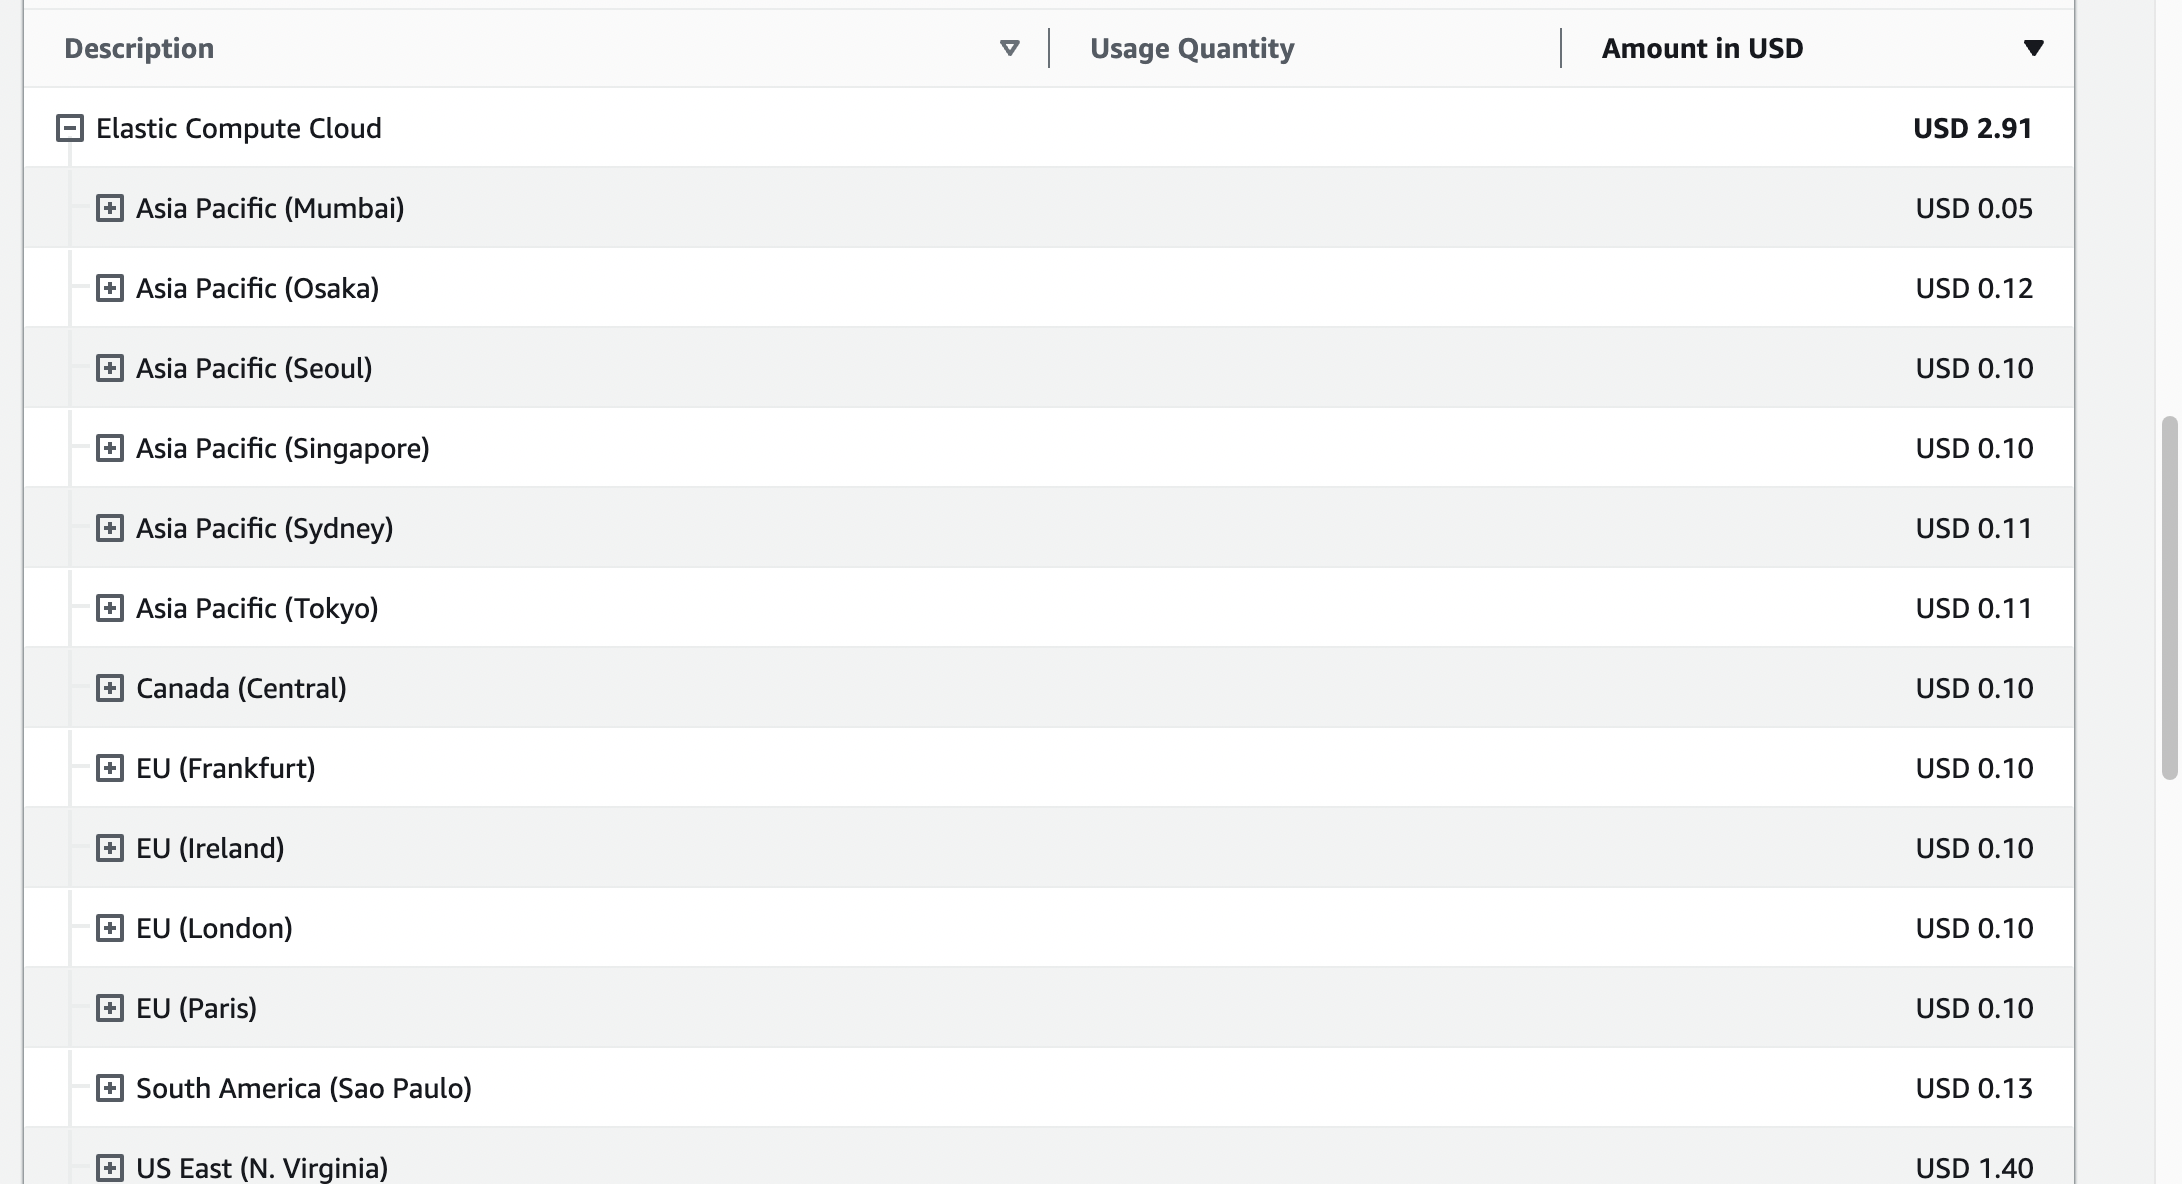 Description Usage Quantity Amount in USD
Elastic Compute Cloud USD 2.91
Asia Pacific (Mumbai) USD 0.05
Asia Pacific (Osaka) USD 0.12
Asia Pacific (Seoul) USD 0.10
Asia Pacific (Singapore) USD 0.10
Asia Pacific (Sydney) USD 0.11
Asia Pacific (Tokyo) USD 0.11
Canada (Central) USD 0.10
EU (Frankfurt) USD 0.10
EU (Ireland) USD 0.10
EU (London) USD 0.10
EU (Paris) USD 0.10
South America (Sao Paulo) USD 0.13
US East (N. Virginia) USD 1.40